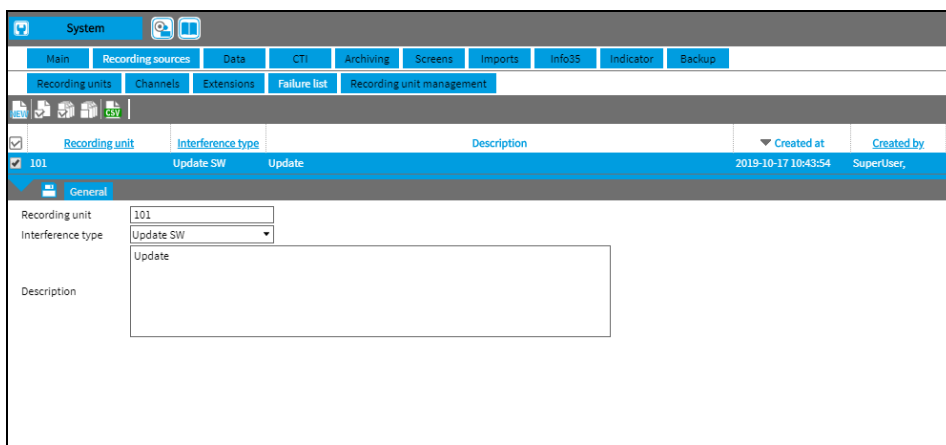 System
Main Recording sources Data CTI Archiving Screens Imports Info35 Indicator Backup
Recording units Channels Extensions Failure list Recording unit management
NEW CSV
Recording unit Interference type Description Created at Created by
101 Update SW Update 2019-10-17 10:43:54 SuperUser,
General
Recording unit 101
Interference type Update SW
Update
Description